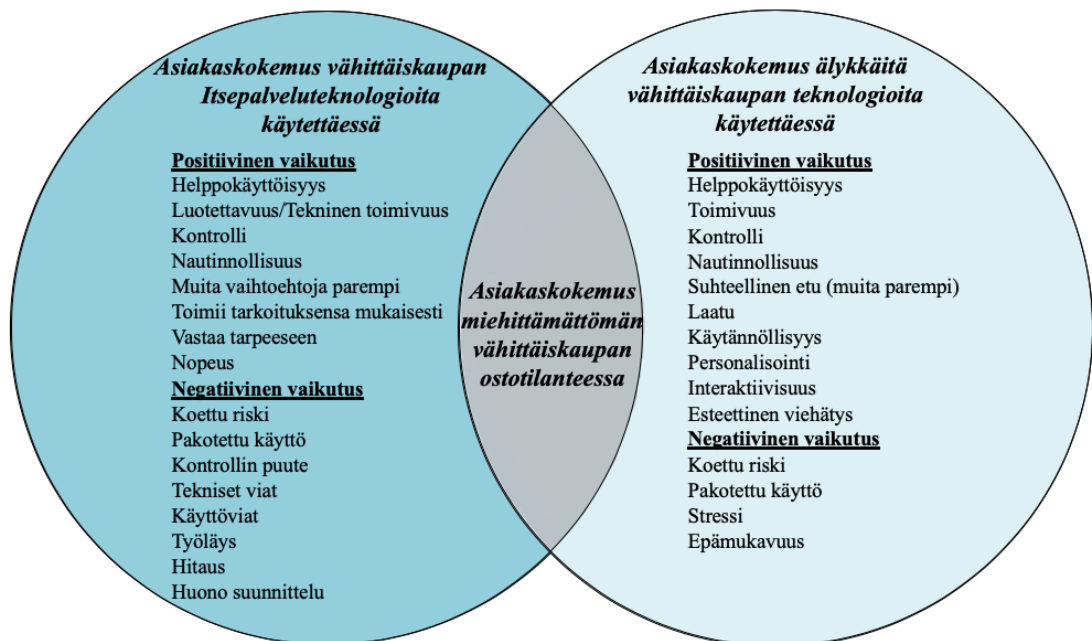 Asiakaskokemus vähittäiskaupan
Itsepalveluteknologioita
käytettäessä
Positiivinen vaikutus
Helppokäyttöisyys
Luotettavuus/Tekninen toimivuus
Kontrolli
Nautinnollisuus
Muita vaihtoehtoja parempi
Toimii tarkoituksensa mukaisesti
Vastaa tarpeeseen
Nopeus
Negatiivinen vaikutus
Koettu riski
Pakotettu käyttö
Kontrollin puute
Tekniset viat
Käyttöviat
Työläys
Hitaus
Huono suunnittelu
Asiakaskokemus
miehittämättömän
vähittäiskaupan
ostotilanteessa
Asiakaskokemus älykkäitä
vähittäiskaupan teknologioita
käytettäessä
Positiivinen vaikutus
Helppokäyttöisyys
Toimivuus
Kontrolli
Nautinnollisuus
Suhteellinen etu (muita parempi)
Laatu
Käytännöllisyys
Personalisointi
Interaktiivisuus
Esteettinen viehätys
Negatiivinen vaikutus
Koettu riski
Pakotettu käyttö
Stressi
Epämukavuus